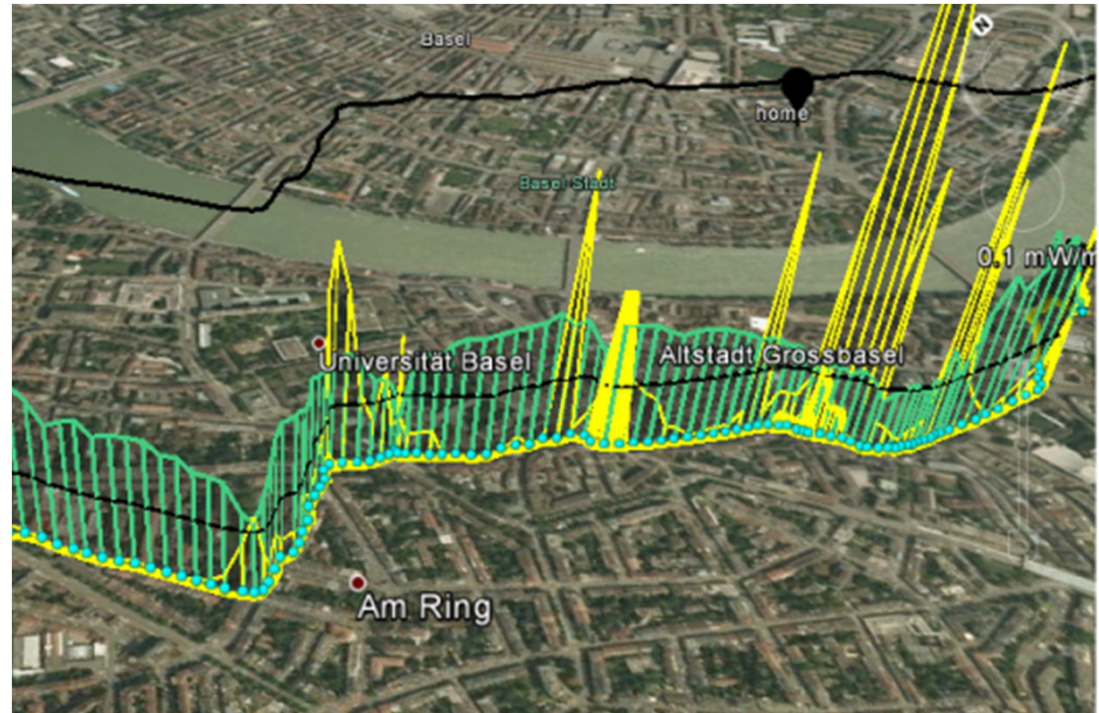 Basel
N
home
Basel Stadt
0.1 mW/m
Universität Basel
Altstadt Grossbasel
Am Ring